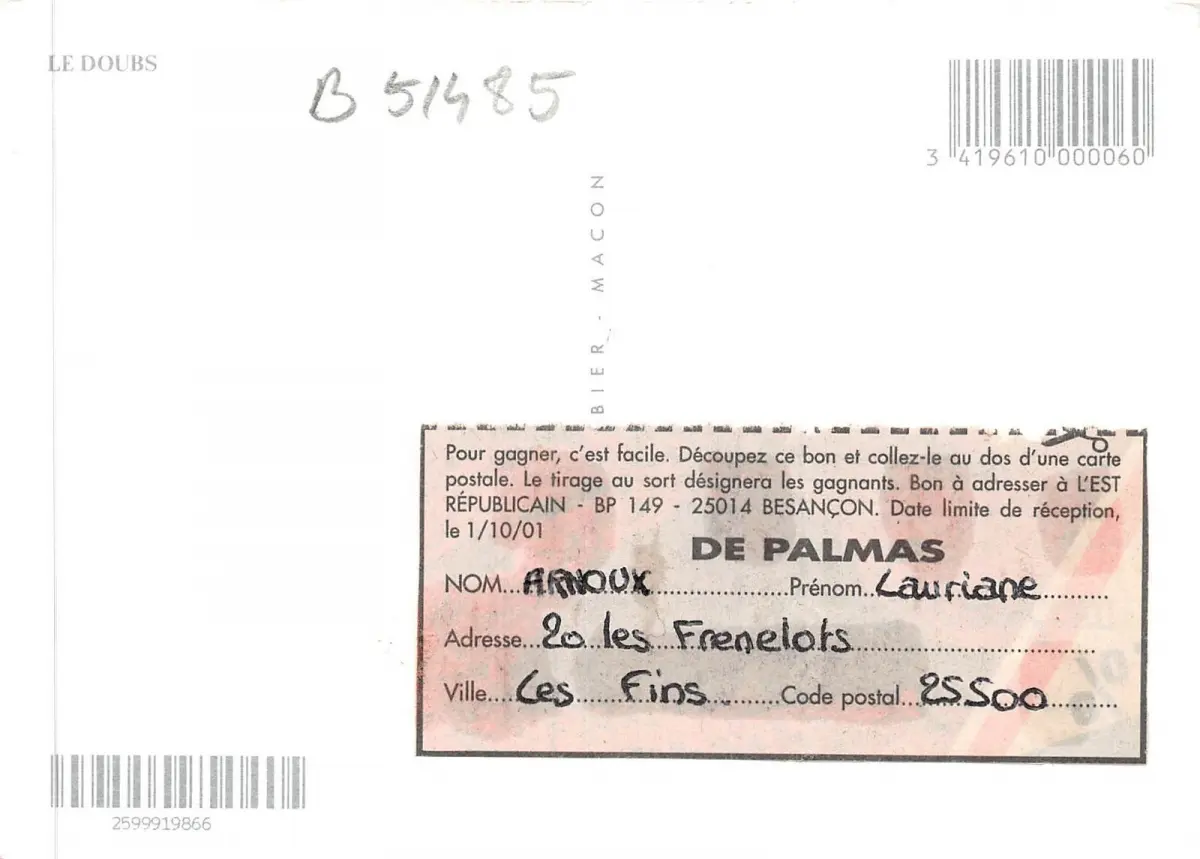 LE DOUBS
B 51485
3 419610 000060
BIER - MACON
Pour gagner, c'est facile. Découpez ce bon et collez-le au dos d'une carte
postale. Le tirage au sort désignera les gagnants. Bon à adresser à L'EST
RÉPUBLICAIN - BP 149 - 25014 BESANÇON. Date limite de réception,
le 1/10/01
DE PALMAS
NOM...ARNOUX...Prénom..Lauriane...
Adresse...20 les Frenelots...
Ville....Les Fins...Code postal...25500...
2599919866